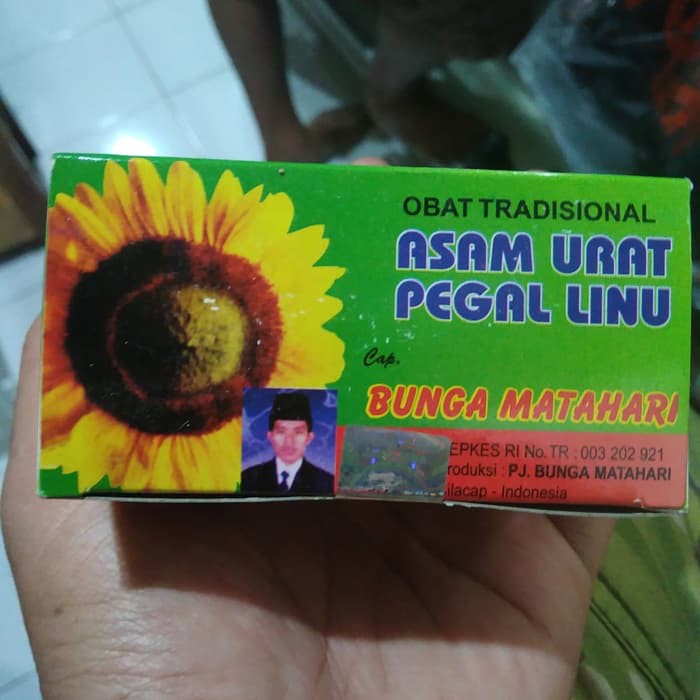 OBAT TRADISIONAL
ASAM URAT
PEGAL LINU
Cap.
BUNGA MATAHARI
EPKES RI No. TR : 003 202 921
roduksi : PJ. BUNGA MATAHARI
ilacap - Indonesia